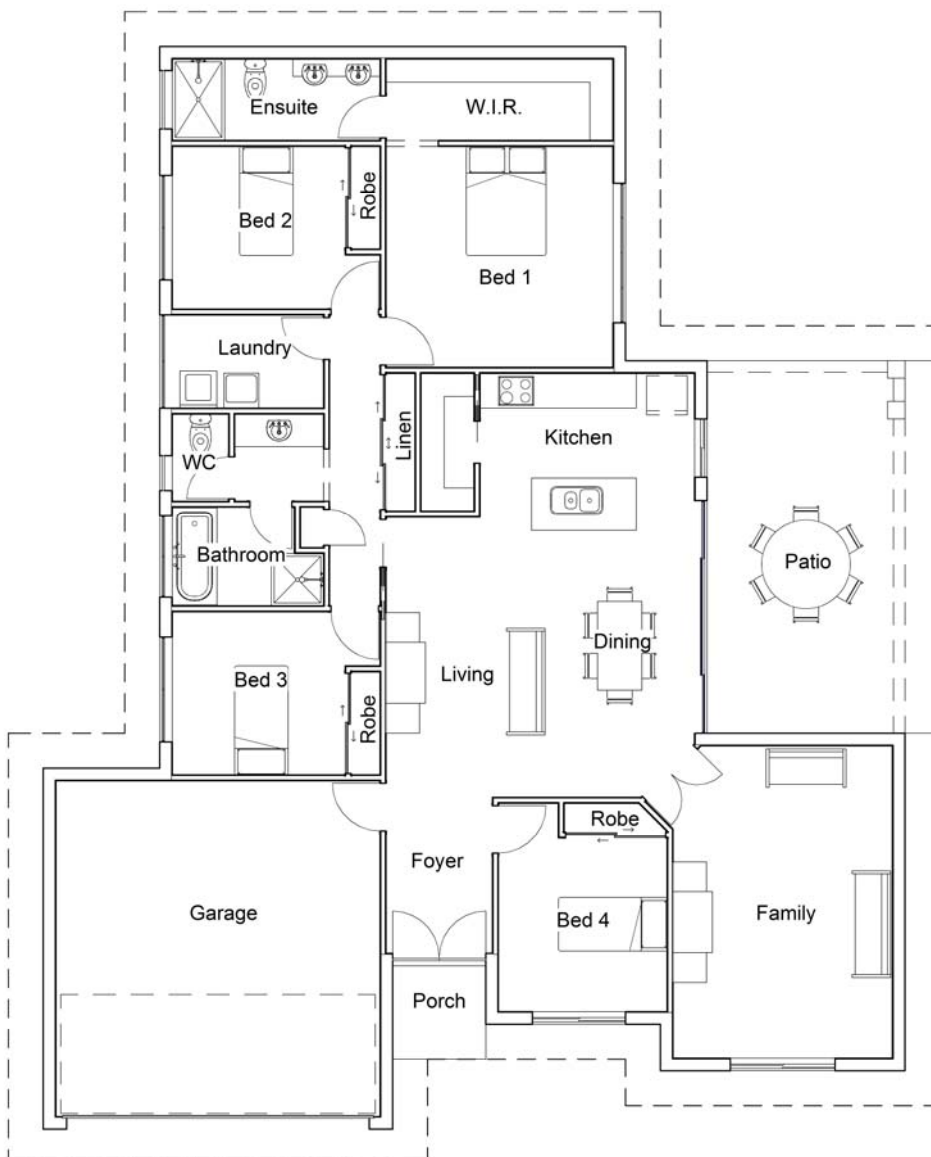 Ensuite
W.I.R.
Bed 2
Robe
Bed 1
Laundry
Linen
Kitchen
WC
Bathroom
Patio
Dining
Living
Bed 3
Robe
Robe
Foyer
Garage
Bed 4
Family
Porch